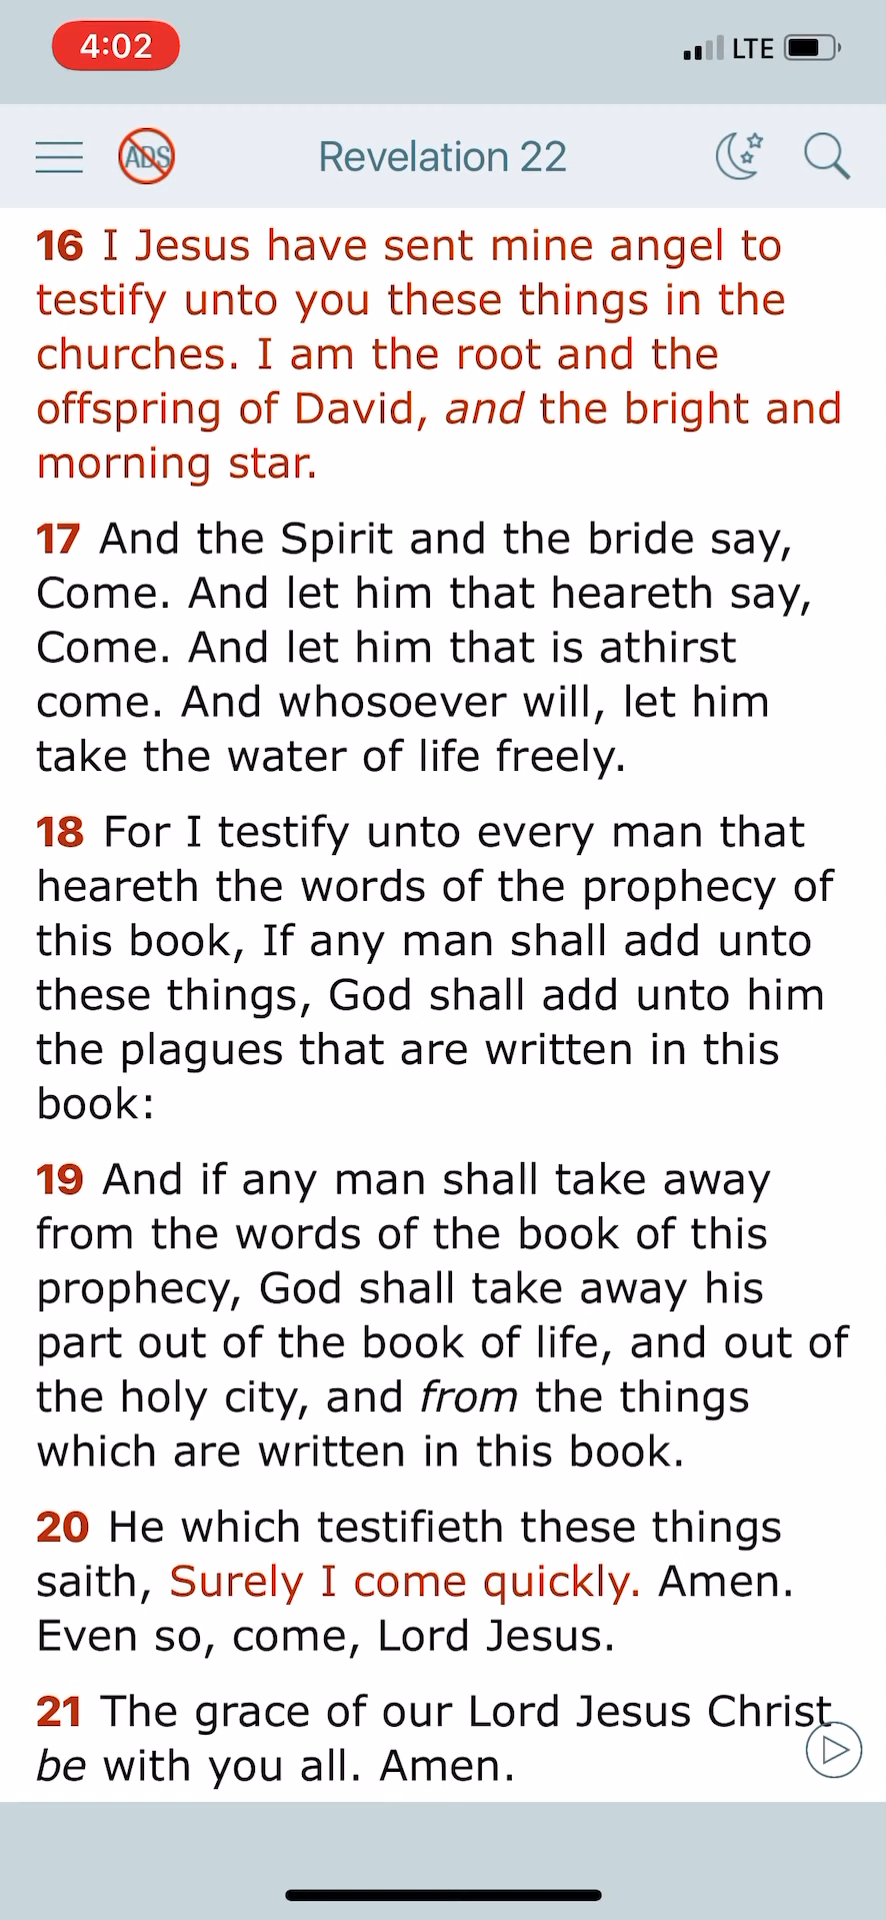 4:02 LTE
ADS Revelation 22
16 I Jesus have sent mine angel to
testify unto you these things in the
churches. I am the root and the
offspring of David, and the bright and
morning star.
17 And the Spirit and the bride say,
Come. And let him that heareth say,
Come. And let him that is athirst
come. And whosoever will, let him
take the water of life freely.
18 For I testify unto every man that
heareth the words of the prophecy of
this book, If any man shall add unto
these things, God shall add unto him
the plagues that are written in this
book:
19 And if any man shall take away
from the words of the book of this
prophecy, God shall take away his
part out of the book of life, and out of
the holy city, and from the things
which are written in this book.
20 He which testifieth these things
saith, Surely I come quickly. Amen.
Even so, come, Lord Jesus.
21 The grace of our Lord Jesus Christ
be with you all. Amen.